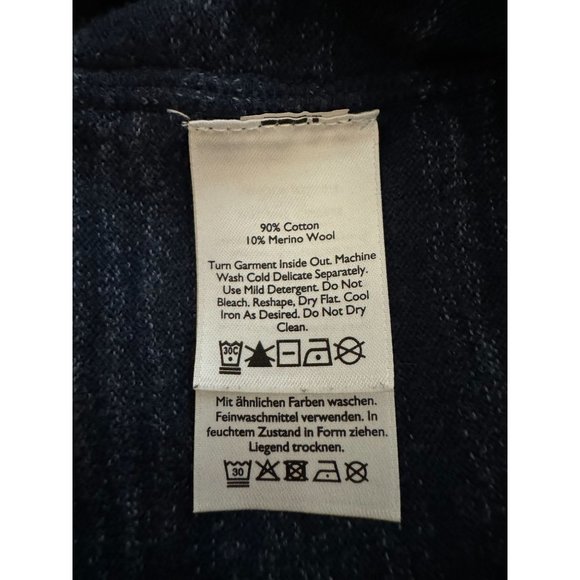 90% Cotton
10% Merino Wool
Turn Garment Inside Out. Machine
Wash Cold Delicate Separately.
Use Mild Detergent. Do Not
Bleach. Reshape, Dry Flat. Cool
Iron As Desired. Do Not Dry
Clean.
30C
Mit ähnlichen Farben waschen.
Feinwaschmittel verwenden. In
feuchtem Zustand in Form ziehen.
Liegend trocknen.
30